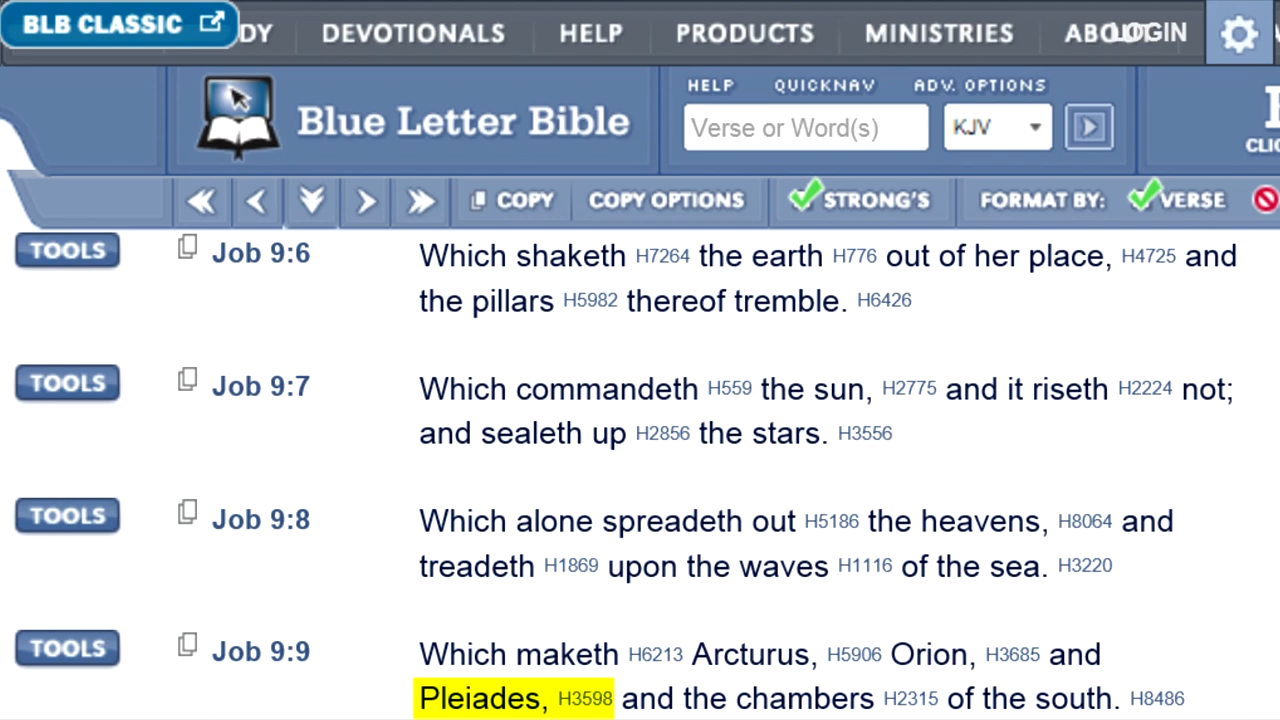 BLB CLASSIC DY DEVOTIONALS HELP PRODUCTS MINISTRIES ABOUT LOGIN
HELP QUICKNAV ADV. OPTIONS
Blue Letter Bible Verse or Word(s) KJV
COPY COPY OPTIONS STRONG'S FORMAT BY: VERSE
TOOLS Job 9:6 Which shaketh H7264 the earth H776 out of her place, H4725 and
the pillars H5982 thereof tremble. H6426
TOOLS Job 9:7 Which commandeth H559 the sun, H2775 and it riseth H2224 not;
and sealeth up H2856 the stars. H3556
TOOLS Job 9:8 Which alone spreadeth out H5186 the heavens, H8064 and
treadeth H1869 upon the waves H1116 of the sea. H3220
TOOLS Job 9:9 Which maketh H6213 Arcturus, H5906 Orion, H3685 and
Pleiades, H3598 and the chambers H2315 of the south. H8486